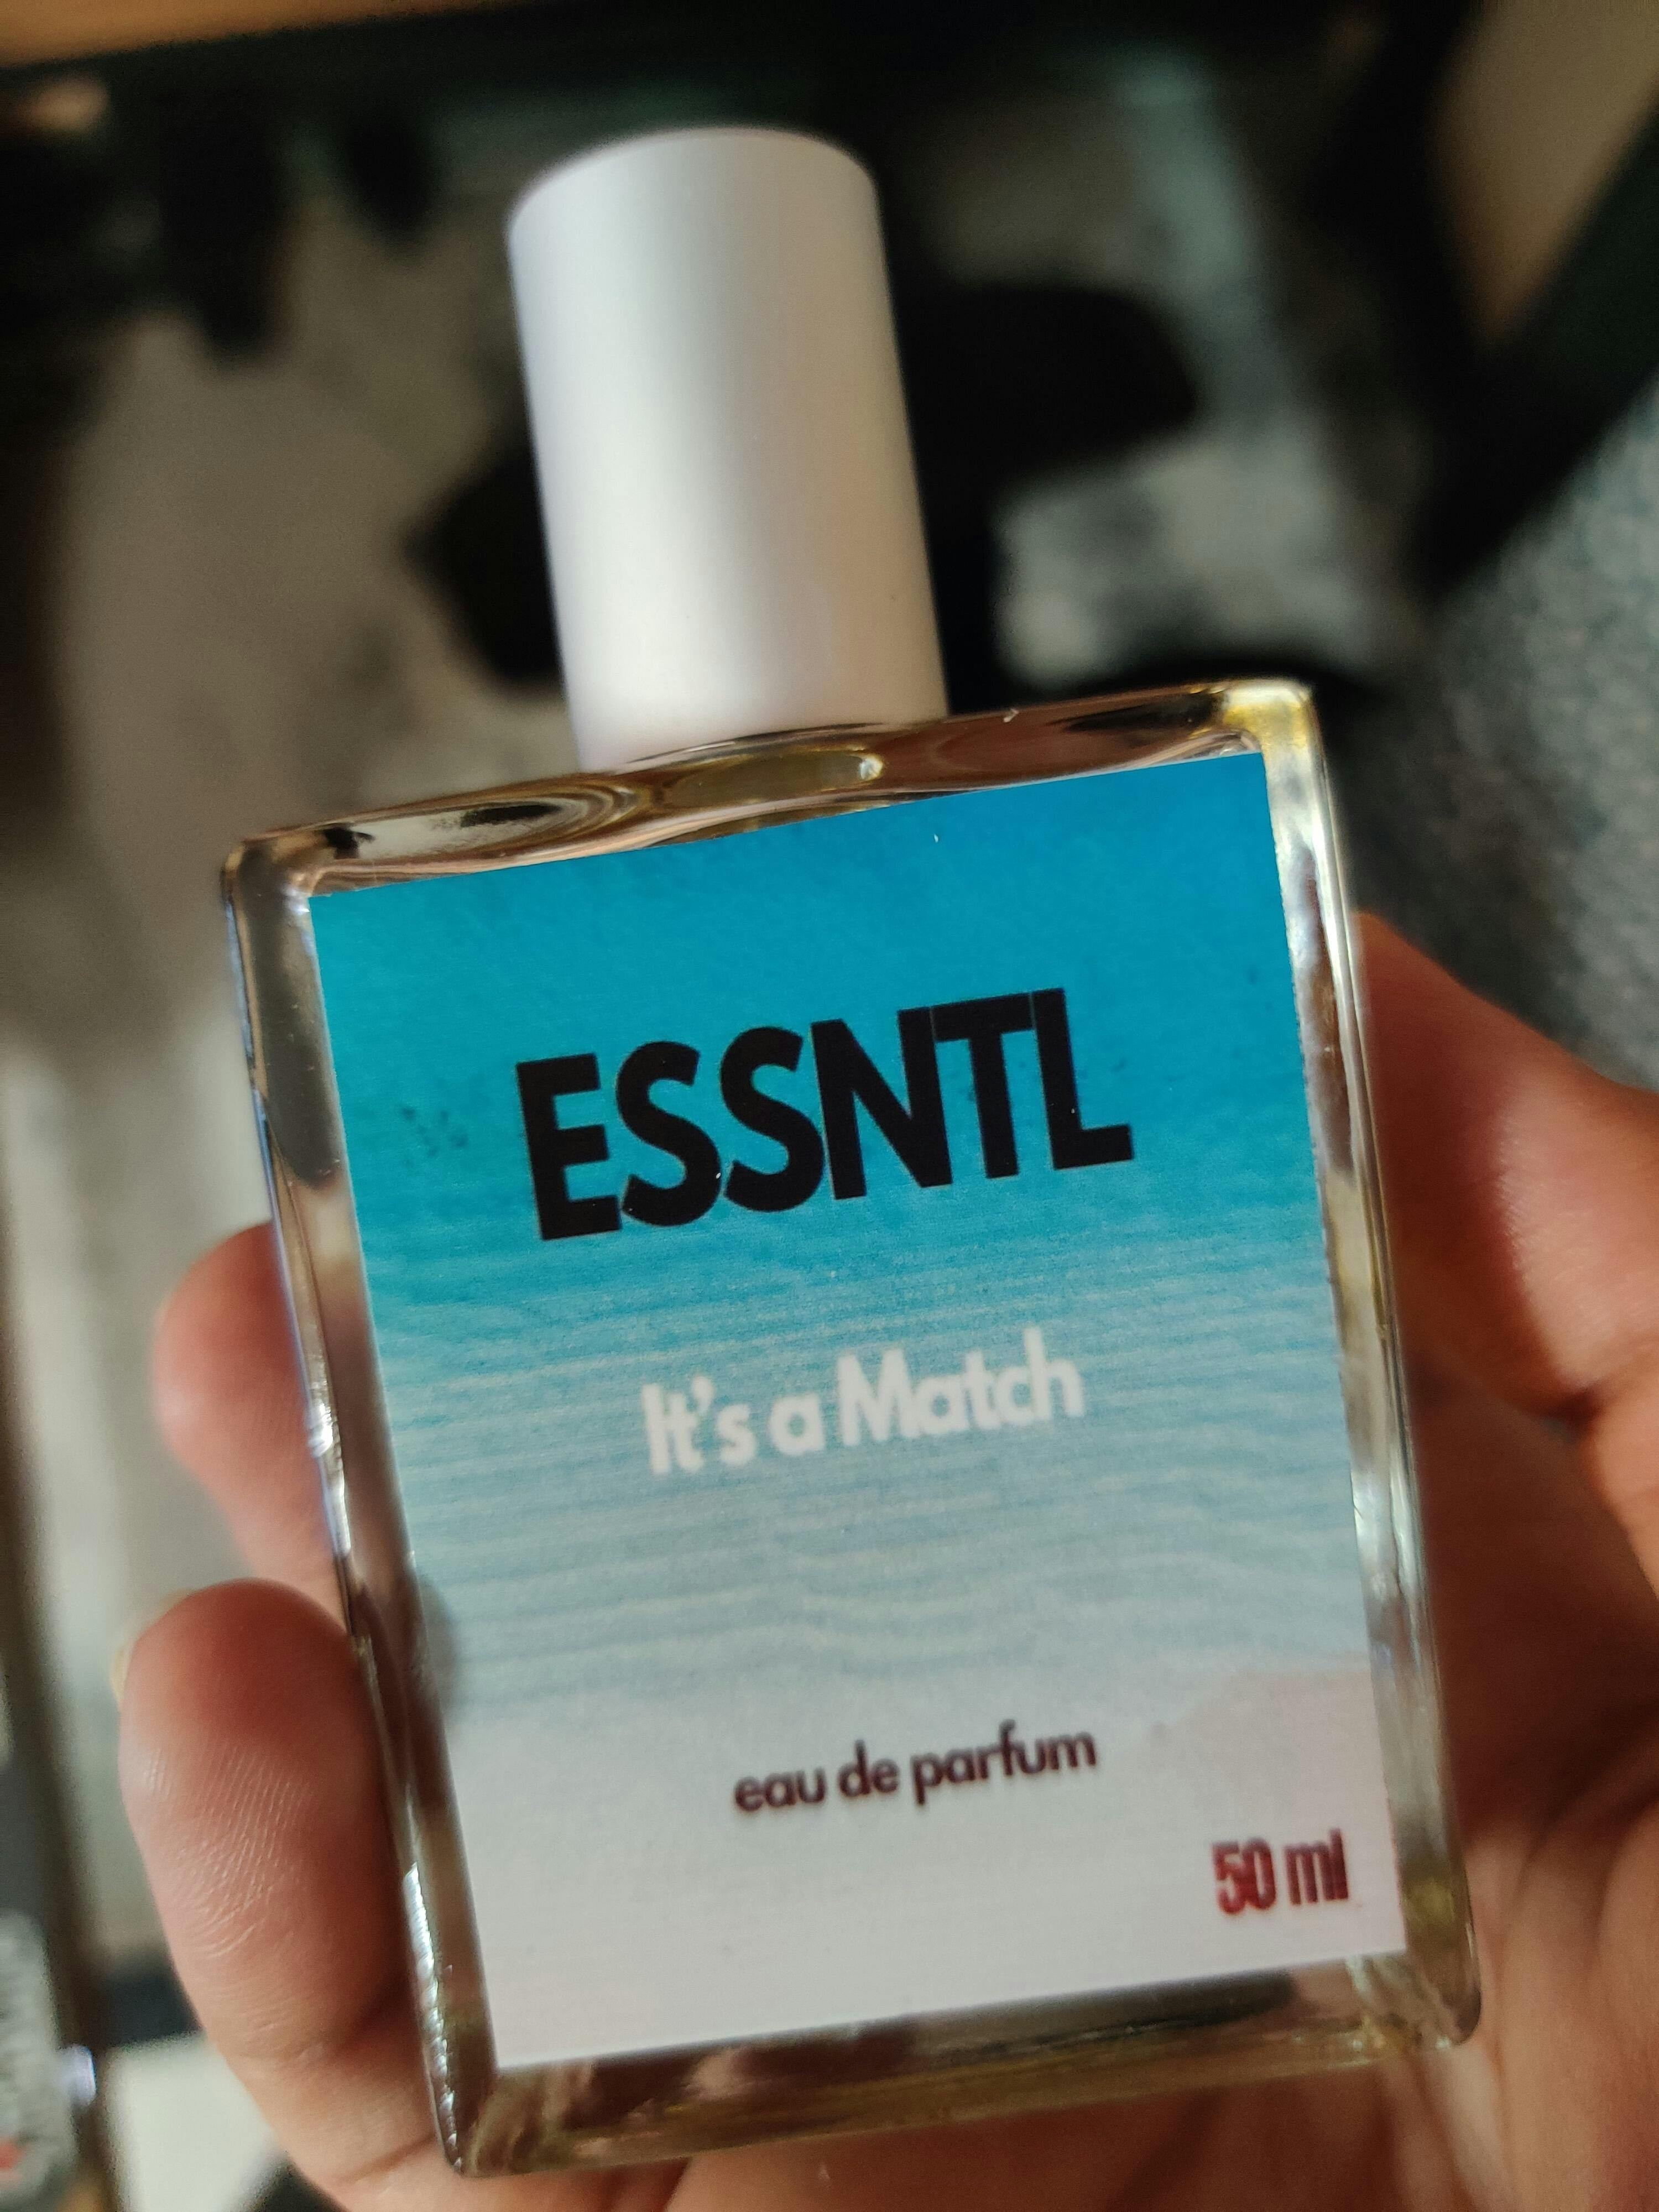 ESSNTL
It's a Match
eau de parfum
50 ml